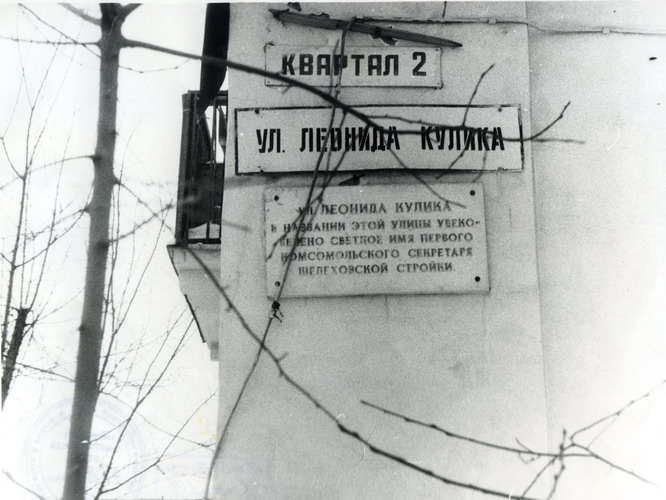 КВАРТАЛ 2
УЛ. ЛЕОНИДА КУЛИКА
УЛ. ЛЕОНИДА КУЛИКА
В НАЗВАНИИ ЭТОЙ УЛИЦЫ УВЕКО-
ВЕЧЕНО СВЕТЛОЕ ИМЯ ПЕРВОГО
КОМСОМОЛЬСКОГО СЕКРЕТАРЯ
ШЕЛЕХОВСКОЙ СТРОЙКИ.